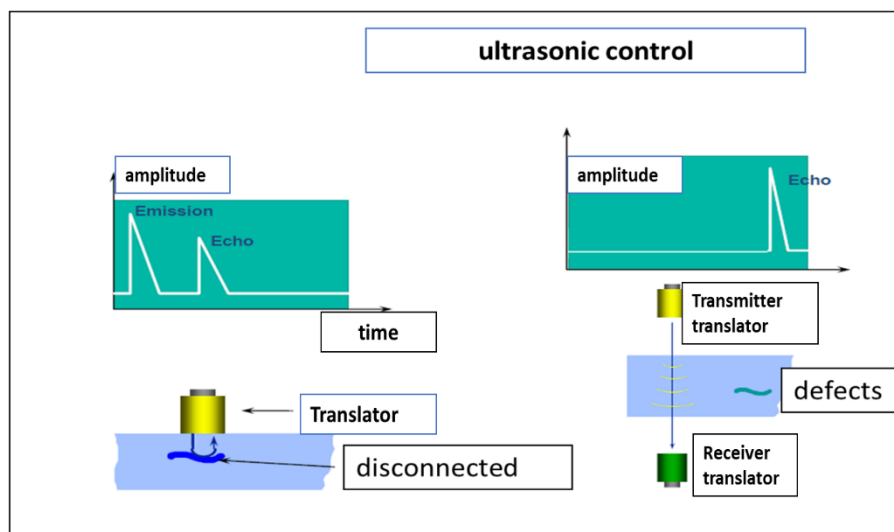 ultrasonic control
amplitude
Emission
Echo
time
Translator
disconnected
amplitude
Echo
Transmitter
translator
defects
Receiver
translator